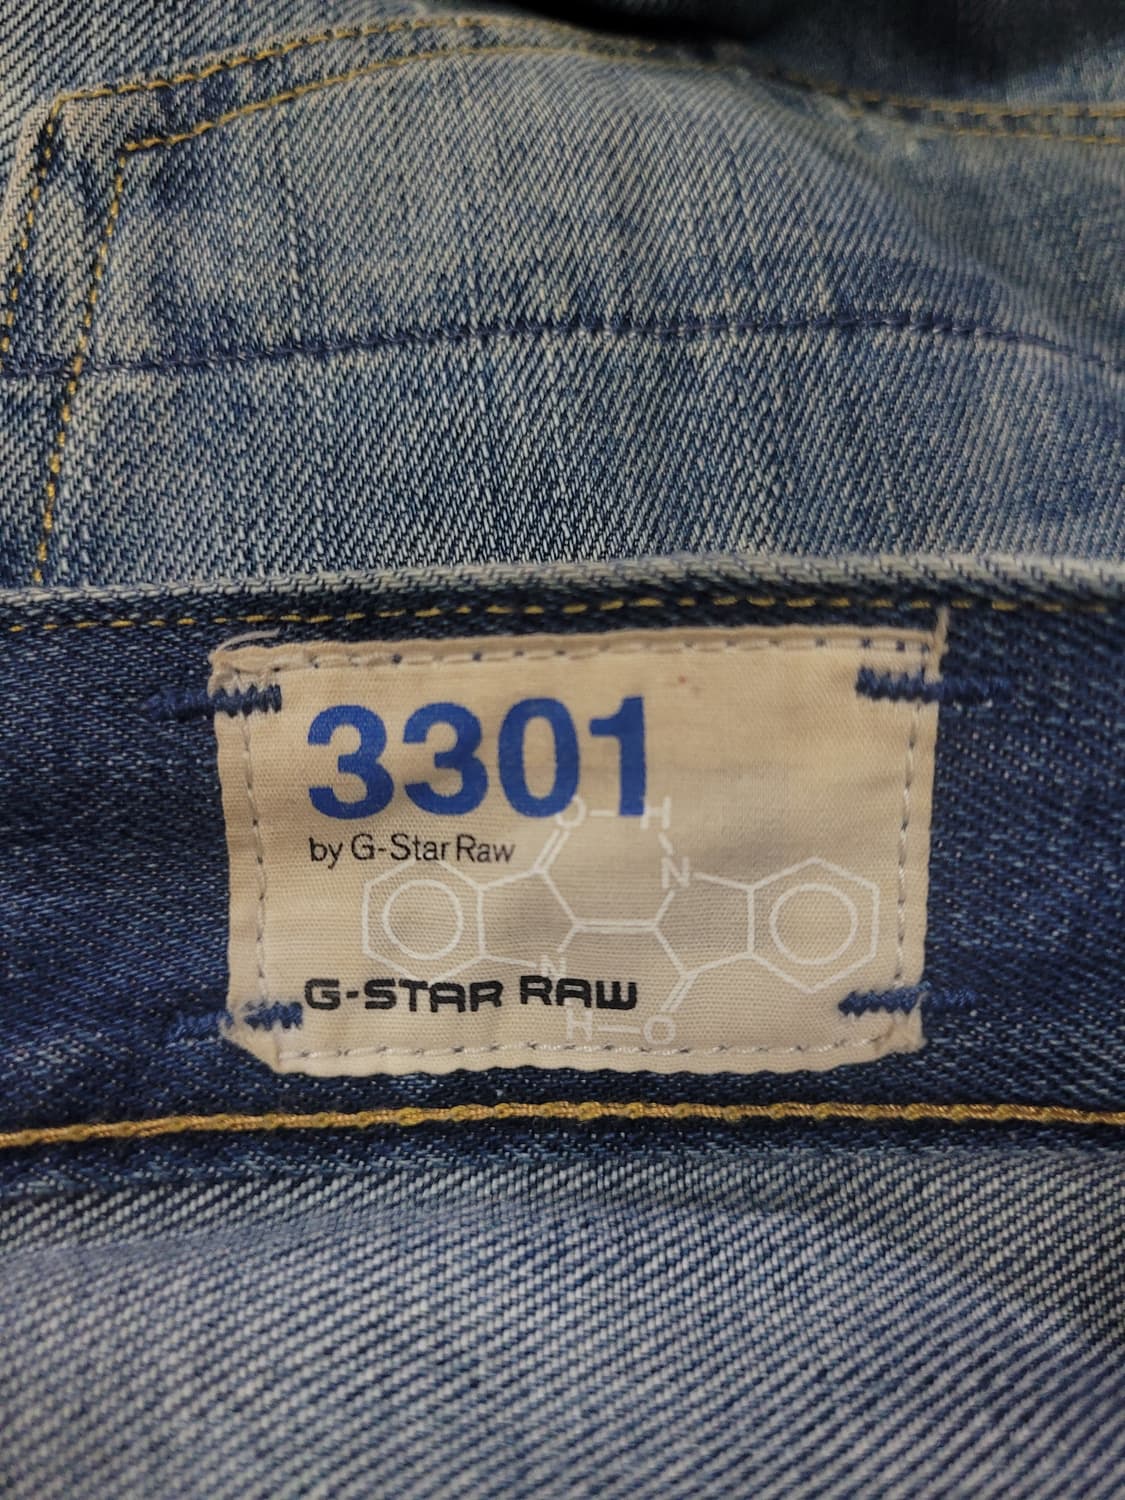 3301
by G-Star Raw
O H
N
N
G-STAR RAW
H O